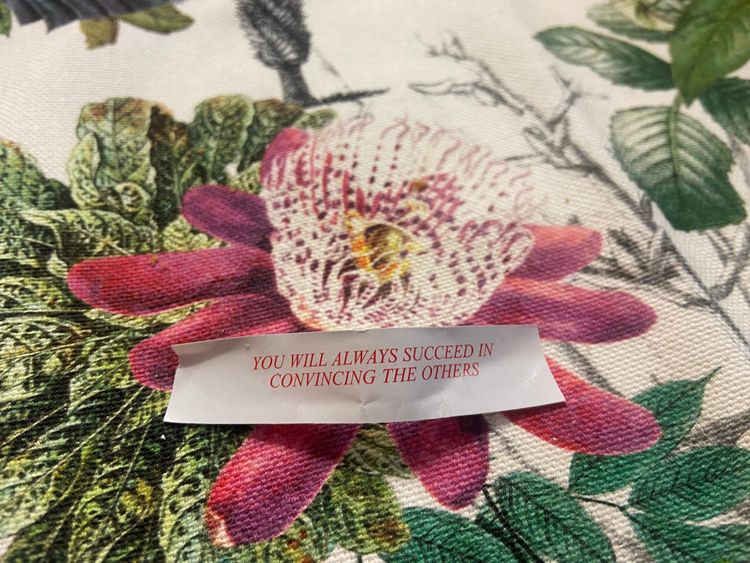 YOU WILL ALWAYS SUCCEED IN
CONVINCING THE OTHERS